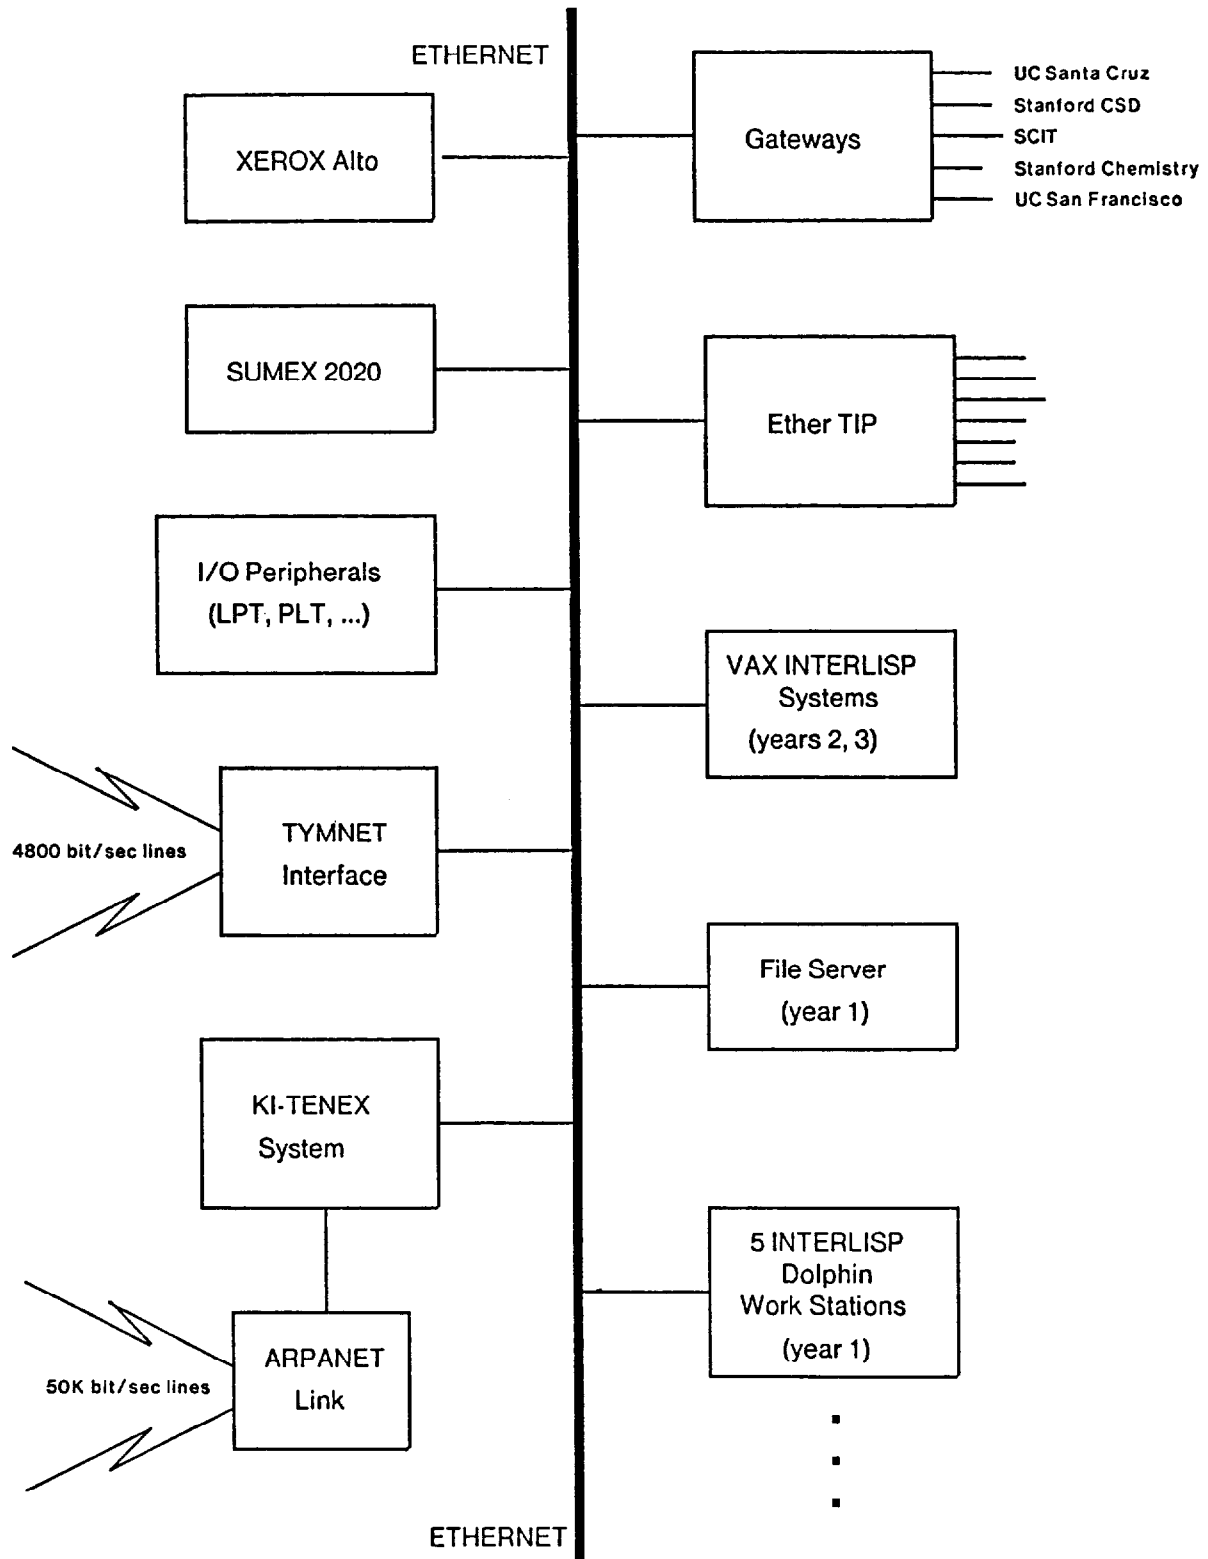 ETHERNET
XEROX Alto
Gateways
UC Santa Cruz
Stanford CSD
SCIT
Stanford Chemistry
UC San Francisco
SUMEX 2020
Ether TIP
I/O Peripherals
(LPT, PLT, ...)
VAX INTERLISP
Systems
(years 2, 3)
4800 bit/sec lines
TYMNET
Interface
File Server
(year 1)
KI-TENEX
System
5 INTERLISP
Dolphin
Work Stations
(year 1)
50K bit/sec lines
ARPANET
Link
ETHERNET